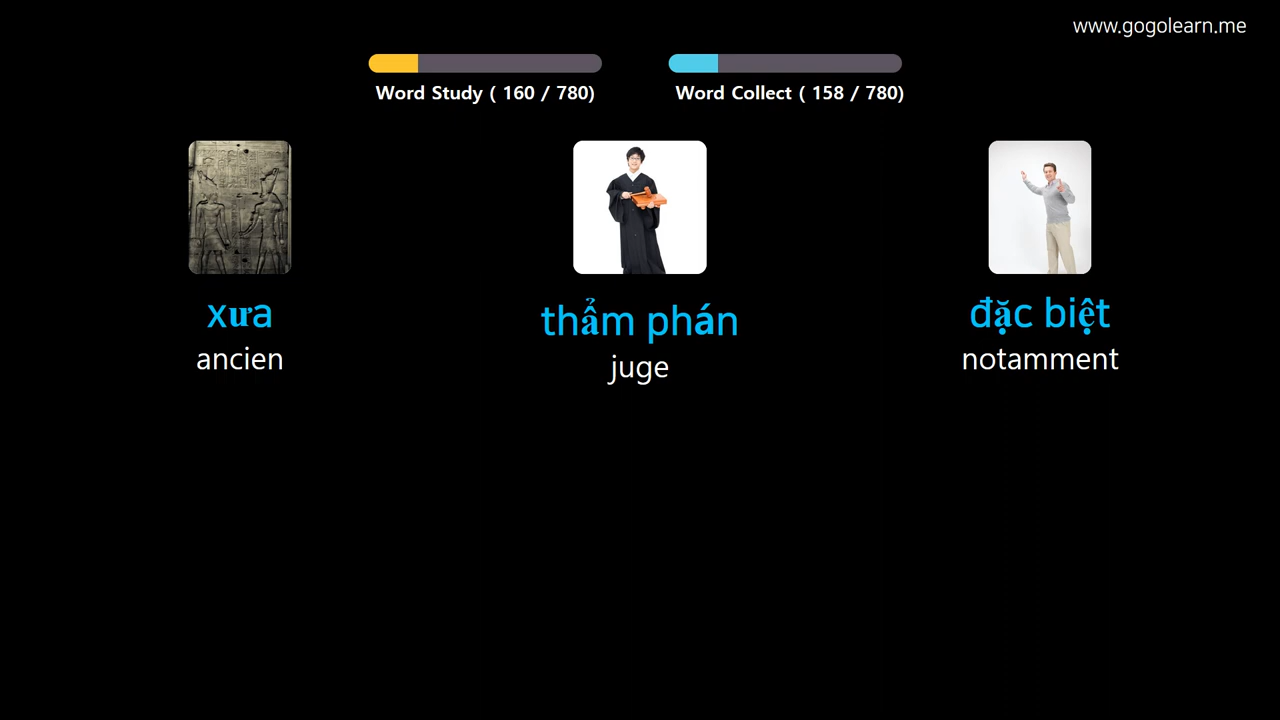 www.gogolearn.me
Word Study ( 160 / 780)
Word Collect ( 158 / 780)
xưa
ancien
thẩm phán
juge
đặc biệt
notamment